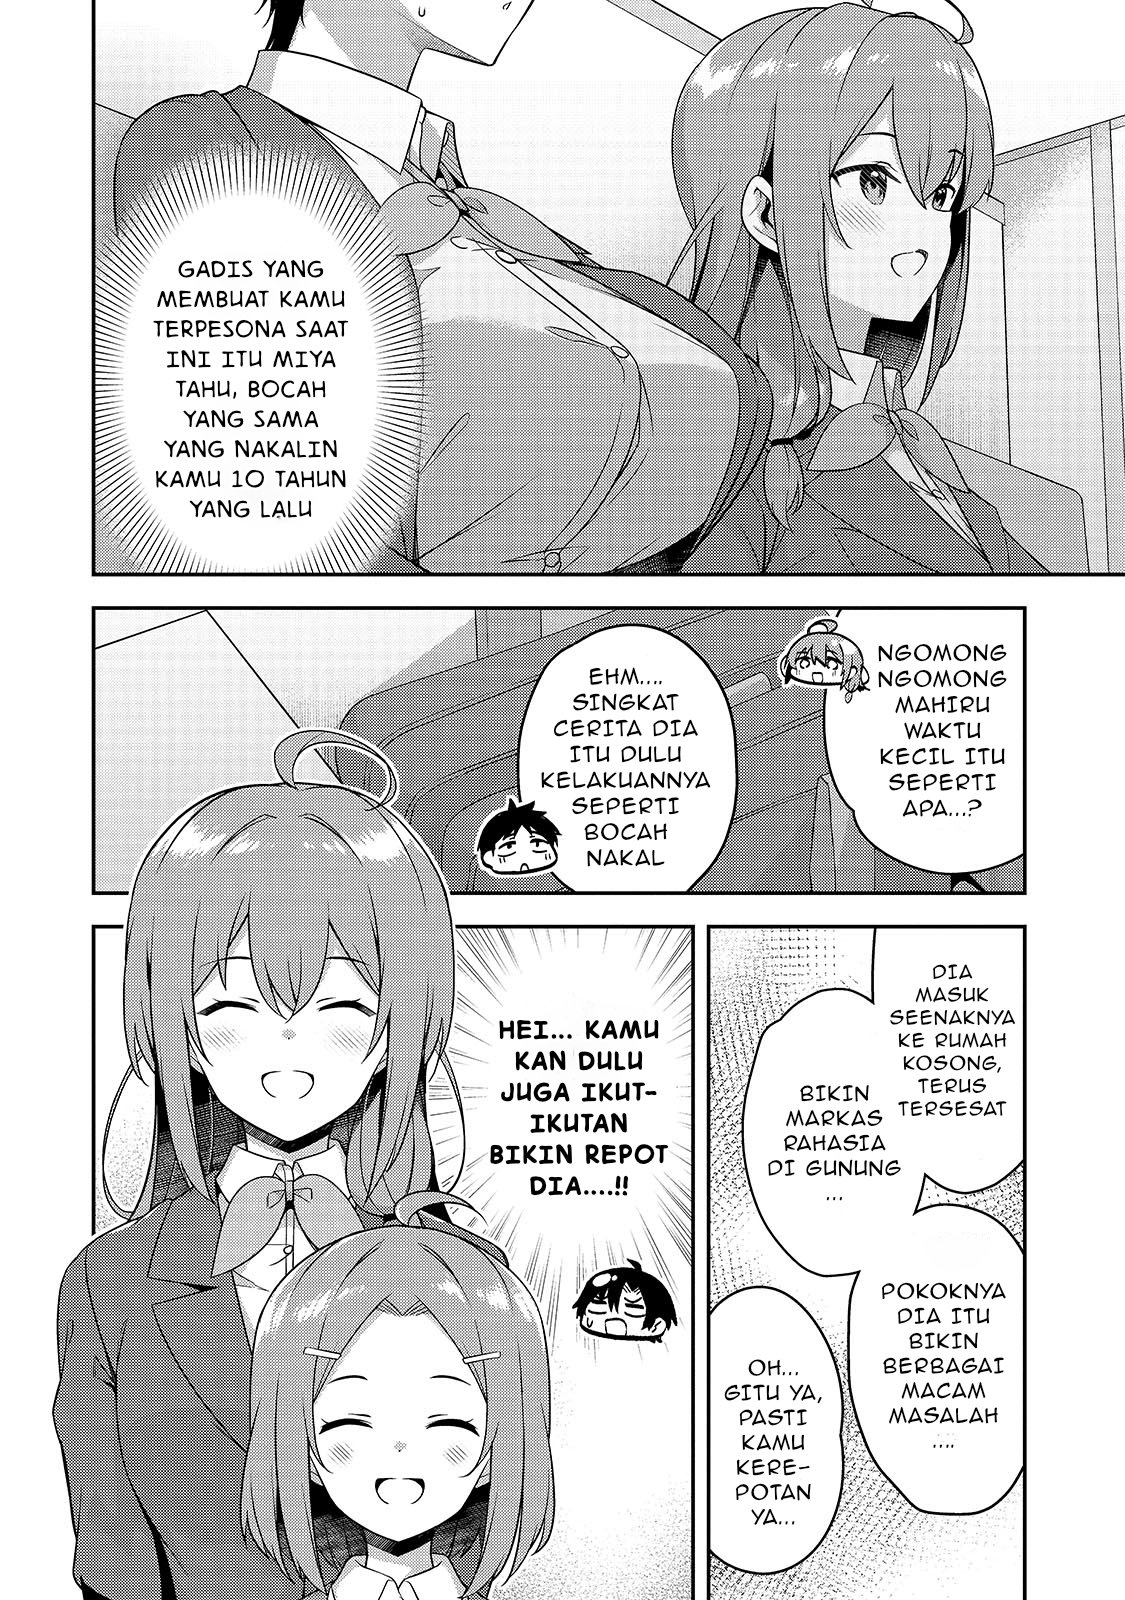 GADIS YANG
MEMBUAT KAMU
TERPESONA SAAT
INI ITU MIYA
TAHU, BOCAH
YANG SAMA
YANG NAKALIN
KAMU 10 TAHUN
YANG LALU
NGOMONG
NGOMONG
MAHIRU
WAKTU
KECIL ITU
SEPERTI
APA...?
EHM....
SINGKAT
CERITA DIA
ITU DULU
KELAKUANNYA
SEPERTI
BOCAH
NAKAL
DIA
MASUK
SEENAKNYA
KE RUMAH
KOSONG,
TERUS
TERSESAT
BIKIN
MARKAS
RAHASIA
DI GUNUNG
...
POKOKNYA
DIA ITU
BIKIN
BERBAGAI
MACAM
MASALAH
....
OH...
GITU YA,
PASTI
KAMU
KERE-
POTAN
YA...
HEI... KAMU
KAN DULU
JUGA IKUT-
IKUTAN
BIKIN REPOT
DIA....!!